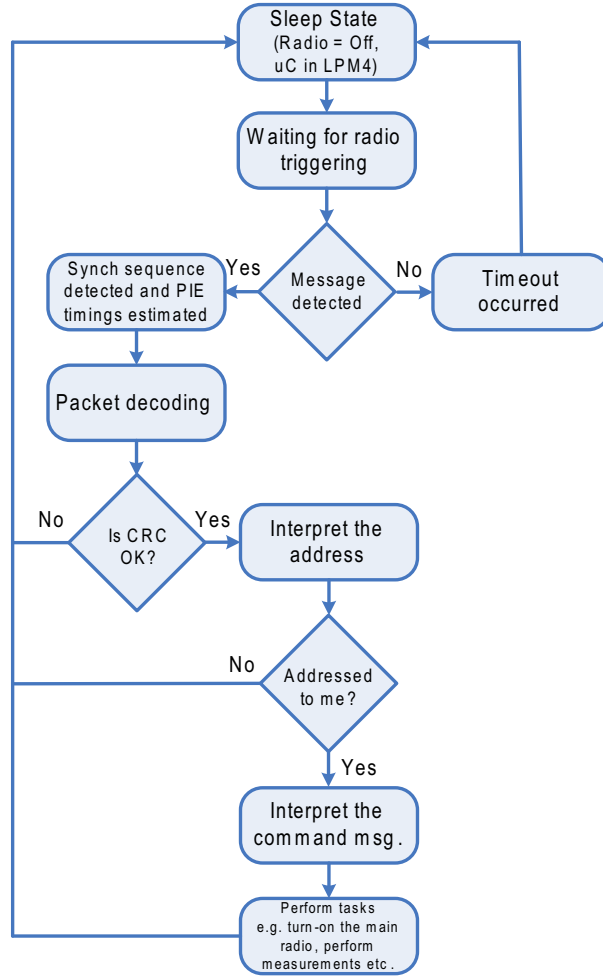 Sleep State
(Radio = Off,
uC in LPM4)
Waiting for radio
triggering
Message
detected
Yes
No
Synch sequence
detected and PIE
timings estimated
Timeout
occurred
Packet decoding
Is CRC
OK?
No
Yes
Interpret the
address
Addressed
to me?
No
Yes
Interpret the
command msg.
Perform tasks
e.g. turn-on the main
radio, perform
measurements etc.